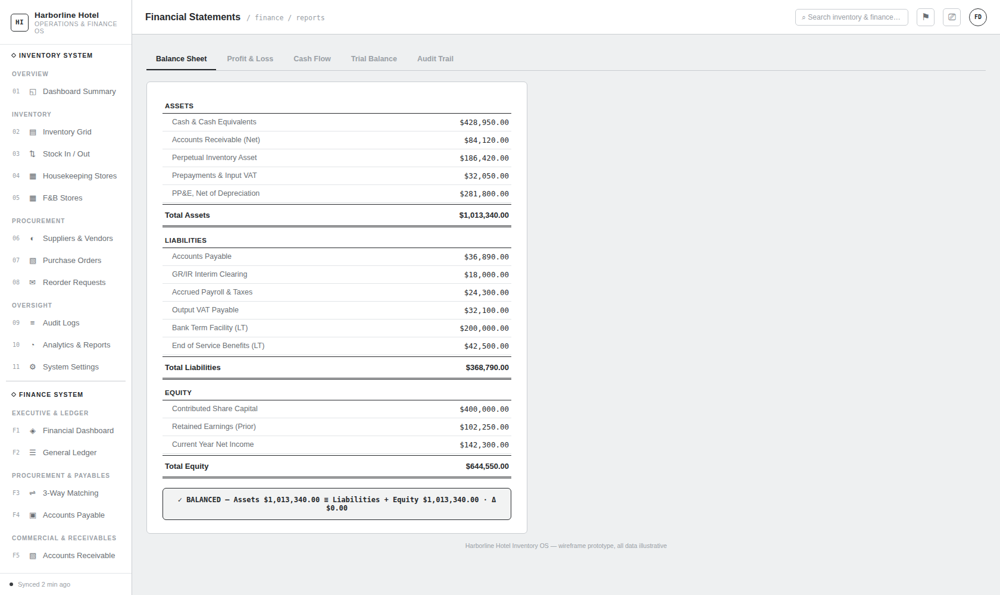 HI
Harborline Hotel
OPERATIONS & FINANCE
OS
◇ INVENTORY SYSTEM
OVERVIEW
01 Dashboard Summary
INVENTORY
02 Inventory Grid
03 Stock In / Out
04 Housekeeping Stores
05 F&B Stores
PROCUREMENT
06 Suppliers & Vendors
07 Purchase Orders
08 Reorder Requests
OVERSIGHT
09 Audit Logs
10 Analytics & Reports
11 System Settings
◇ FINANCE SYSTEM
EXECUTIVE & LEDGER
F1 Financial Dashboard
F2 General Ledger
PROCUREMENT & PAYABLES
F3 3-Way Matching
F4 Accounts Payable
COMMERCIAL & RECEIVABLES
F5 Accounts Receivable
Synced 2 min ago
Financial Statements / finance / reports
Search inventory & finance…
FD
Balance Sheet Profit & Loss Cash Flow Trial Balance Audit Trail
ASSETS
Cash & Cash Equivalents $428,950.00
Accounts Receivable (Net) $84,120.00
Perpetual Inventory Asset $186,420.00
Prepayments & Input VAT $32,050.00
PP&E, Net of Depreciation $281,800.00
Total Assets $1,013,340.00
LIABILITIES
Accounts Payable $36,890.00
GR/IR Interim Clearing $18,000.00
Accrued Payroll & Taxes $24,300.00
Output VAT Payable $32,100.00
Bank Term Facility (LT) $200,000.00
End of Service Benefits (LT) $42,500.00
Total Liabilities $368,790.00
EQUITY
Contributed Share Capital $400,000.00
Retained Earnings (Prior) $102,250.00
Current Year Net Income $142,300.00
Total Equity $644,550.00
✓ BALANCED — Assets $1,013,340.00 ≡ Liabilities + Equity $1,013,340.00 · Δ
$0.00
Harborline Hotel Inventory OS — wireframe prototype, all data illustrative